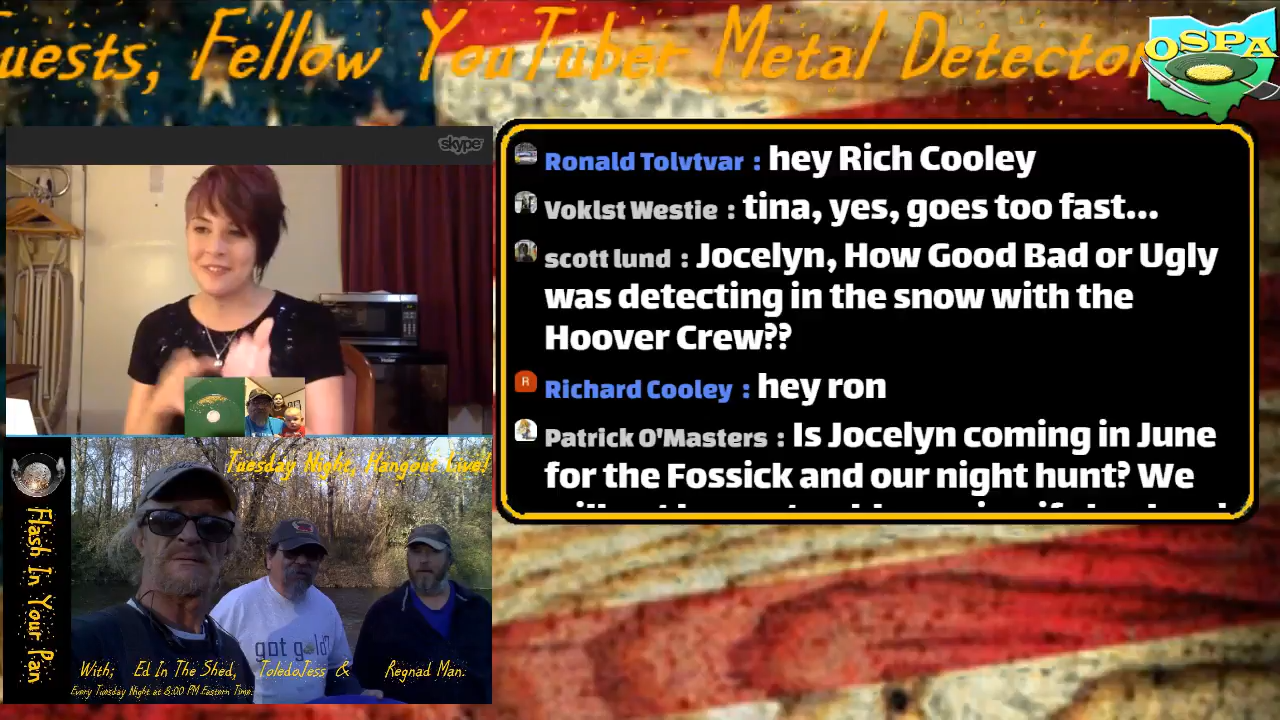 uests, Fellow YouTuber Metal Detector
OSPA
skype
Ronald Tolvtvar : hey Rich Cooley
Voklst Westie : tina, yes, goes too fast...
scott lund : Jocelyn, How Good Bad or Ugly
was detecting in the snow with the
Hoover Crew??
Richard Cooley : hey ron
Patrick O'Masters : Is Jocelyn coming in June
for the Fossick and our night hunt? We
Tuesday Night, Hangout Live!
Flash In Your Pan
got gold?
With; Ed In The Shed, ToledoJess & Regnad Man.
Every Tuesday Night at 8:00 PM Eastern Time.